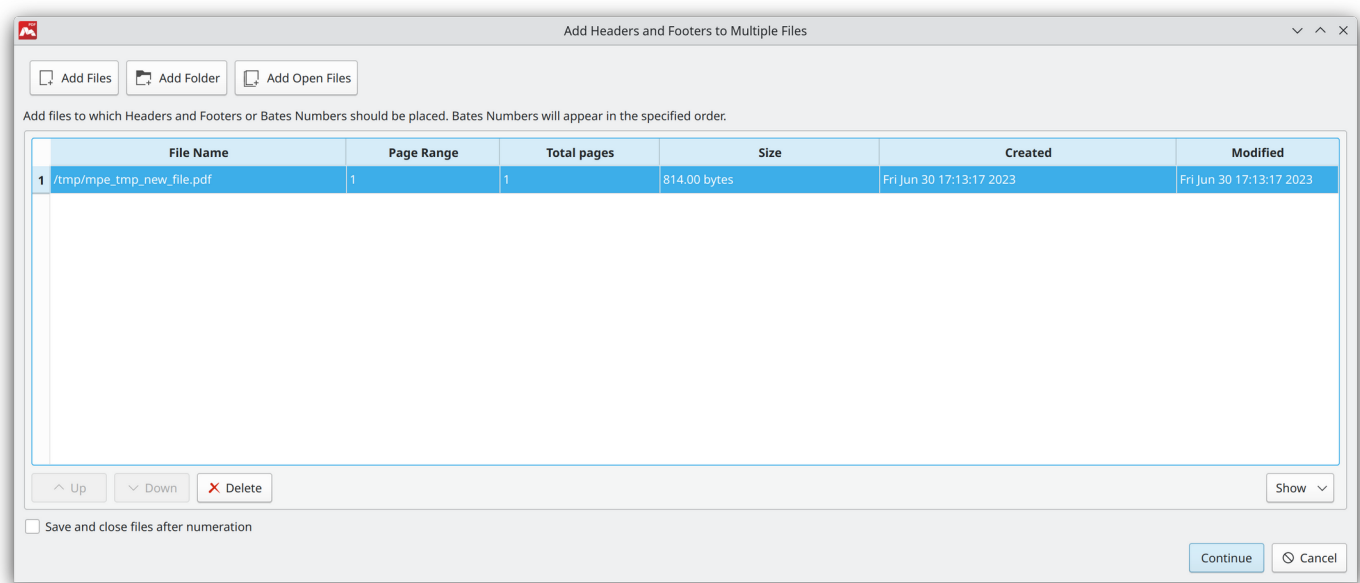 PDF
Add Headers and Footers to Multiple Files
Add Files Add Folder Add Open Files
Add files to which Headers and Footers or Bates Numbers should be placed. Bates Numbers will appear in the specified order.
File Name Page Range Total pages Size Created Modified
1 /tmp/mpe_tmp_new_file.pdf 1 1 814.00 bytes Fri Jun 30 17:13:17 2023 Fri Jun 30 17:13:17 2023
Up Down Delete Show
Save and close files after numeration
Continue Cancel